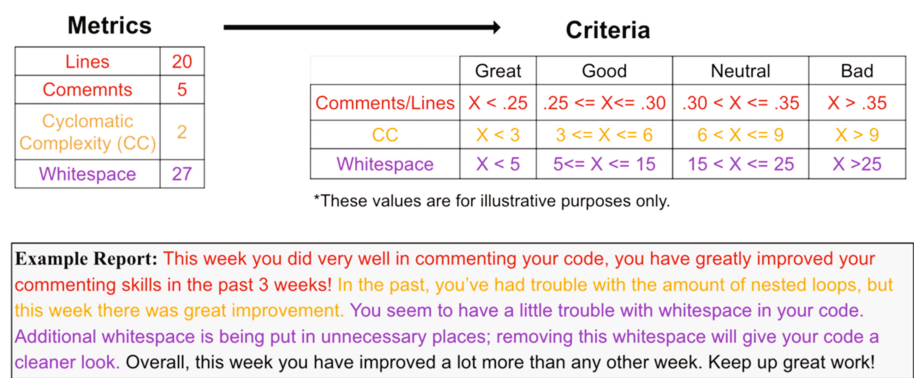 Metrics
Criteria
Lines 20
Comemnts 5
Cyclomatic
Complexity (CC) 2
Whitespace 27
Great Good Neutral Bad
Comments/Lines X < .25 .25 <= X<= .30 .30 < X <= .35 X > .35
CC X < 3 3 <= X <= 6 6 < X <= 9 X > 9
Whitespace X < 5 5<= X <= 15 15 < X <= 25 X >25
*These values are for illustrative purposes only.
Example Report: This week you did very well in commenting your code, you have greatly improved your
commenting skills in the past 3 weeks! In the past, you've had trouble with the amount of nested loops, but
this week there was great improvement. You seem to have a little trouble with whitespace in your code.
Additional whitespace is being put in unnecessary places; removing this whitespace will give your code a
cleaner look. Overall, this week you have improved a lot more than any other week. Keep up great work!